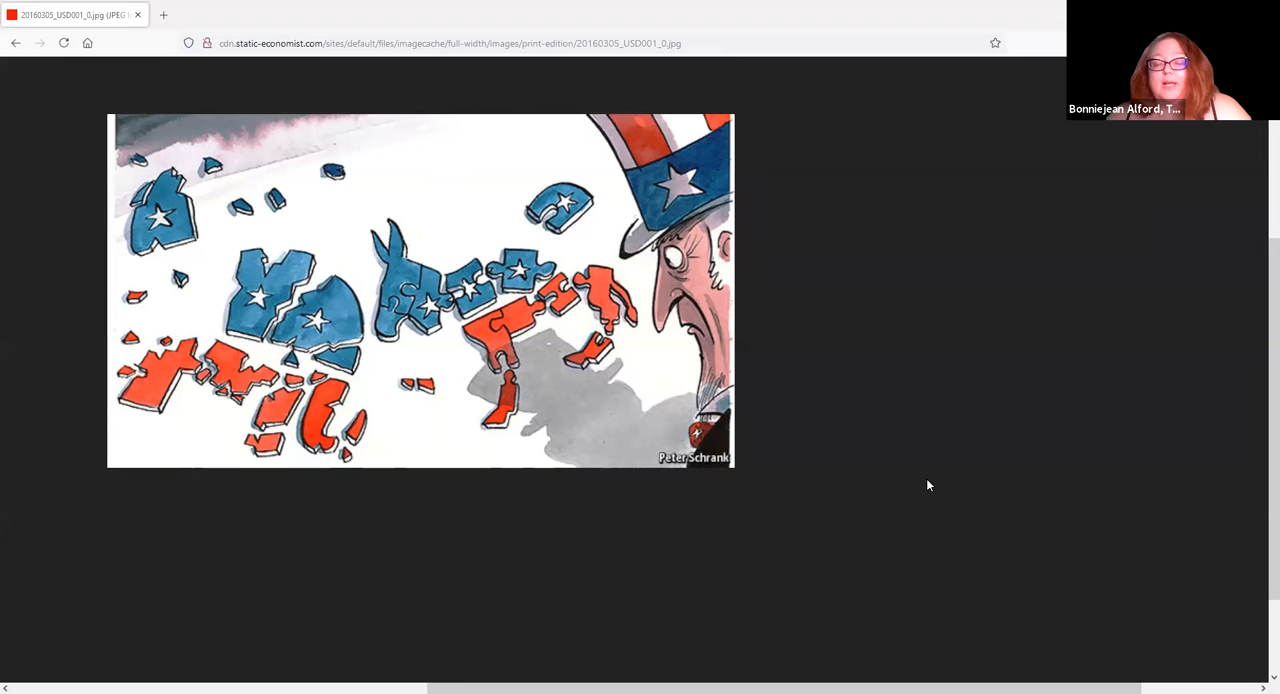 20160305_USD001_0.jpg (JPEG I
cdn.static-economist.com/sites/default/files/imagecache/full-width/images/print-edition/20160305_USD001_0.jpg
Bonniejean Alford, T...
Peter Schrank